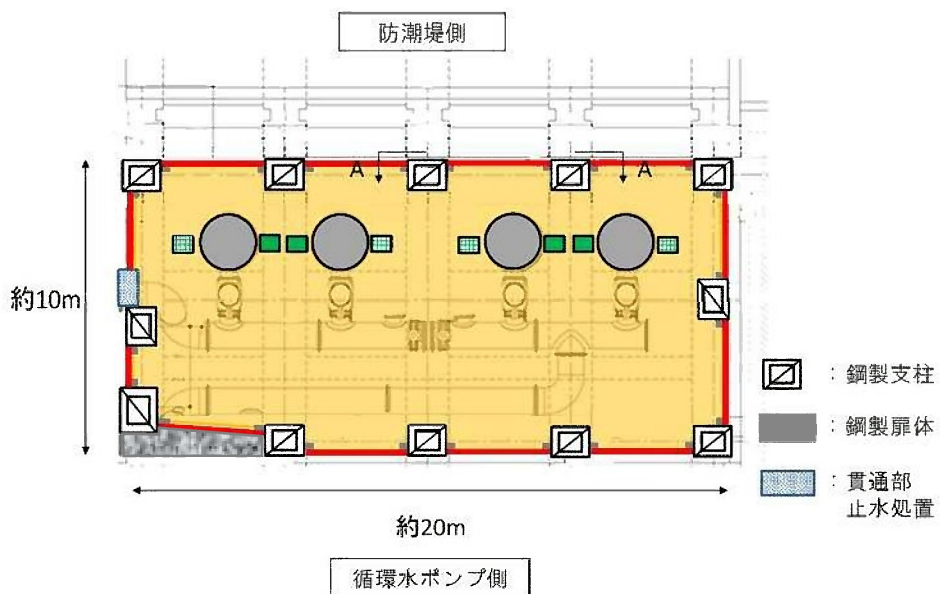 防潮堤側
A
A
約10m
:鋼製支柱
:鋼製扉体
:貫通部
止水処置
約20m
循環水ポンプ側